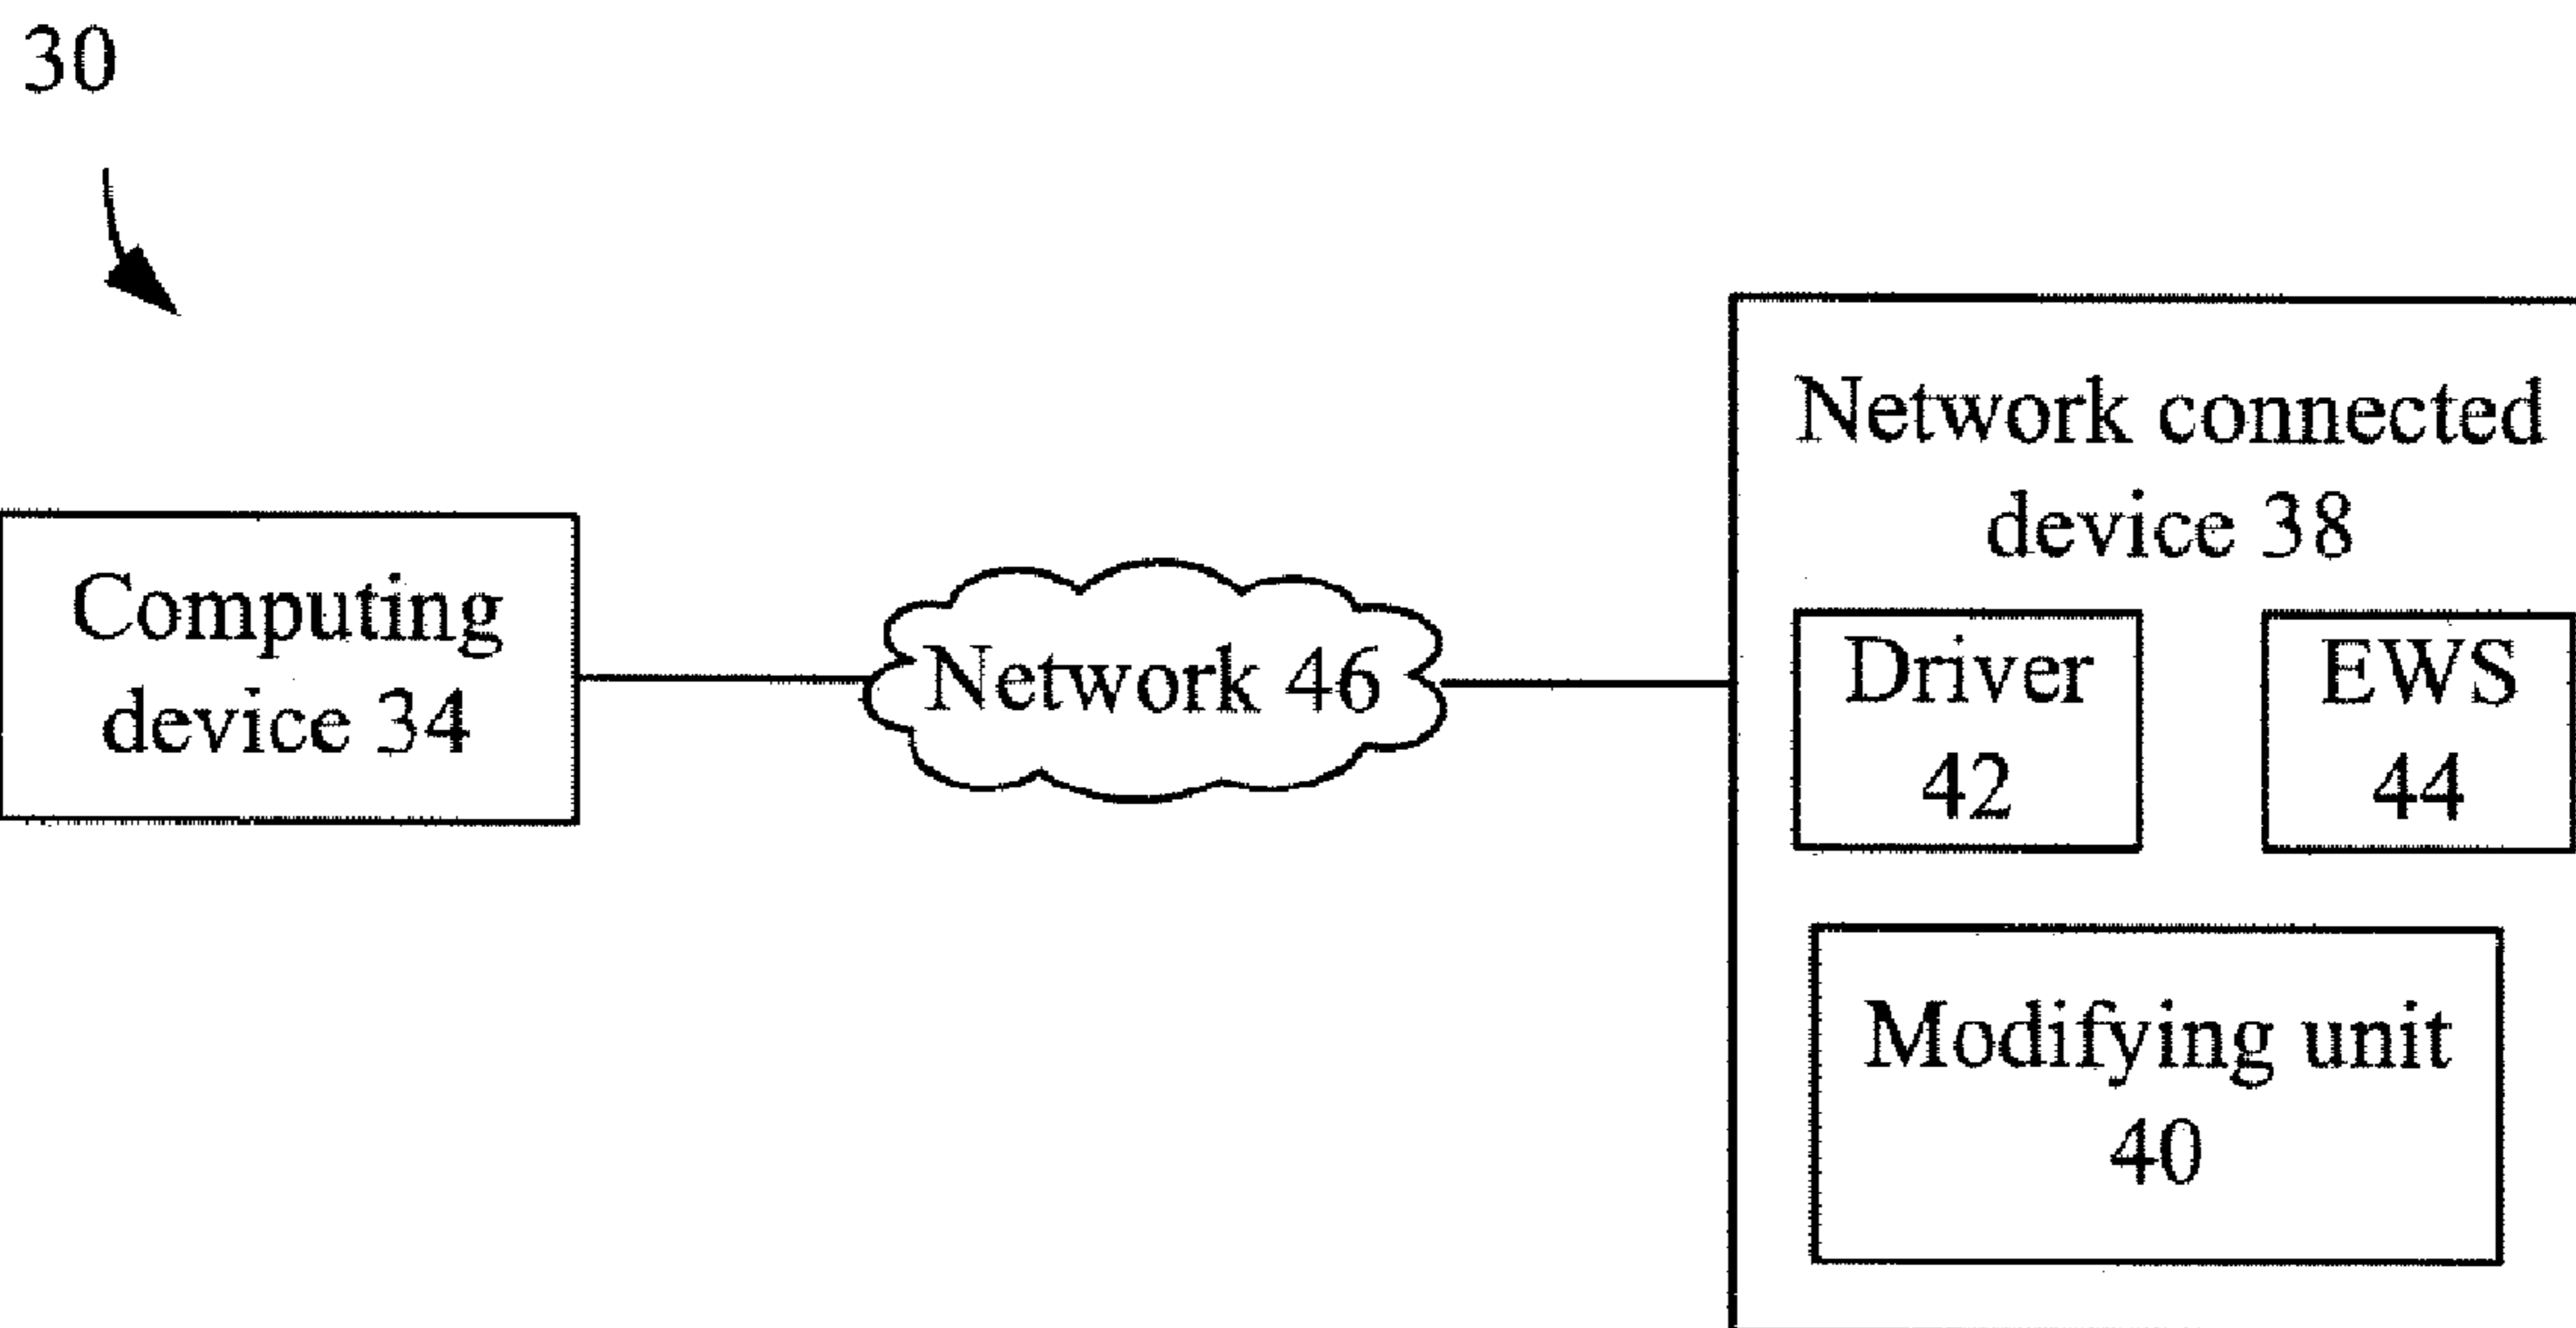 30
Computing
device 34
Network 46
Network connected
device 38
Driver
42
EWS
44
Modifying unit
40